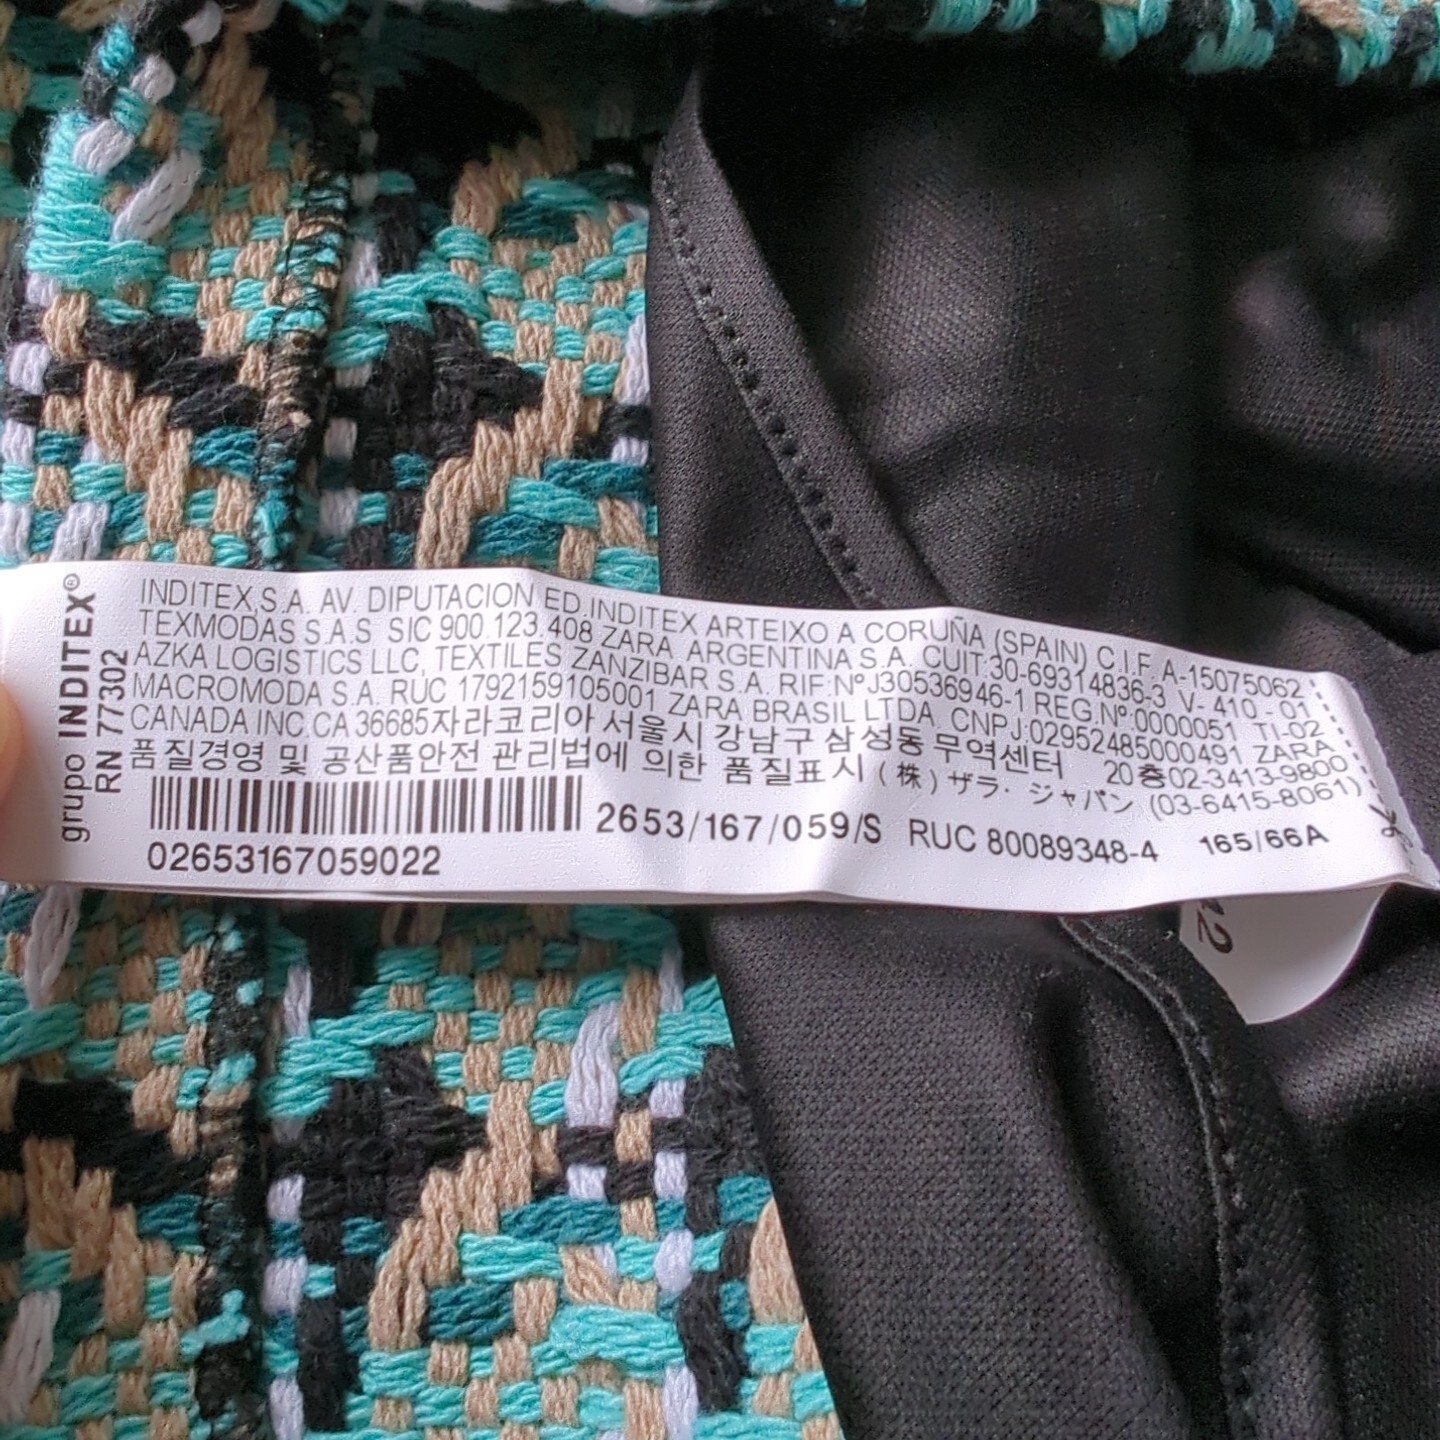 grupo INDITEX®
RN 77302
INDITEX,S.A. AV. DIPUTACION ED.INDITEX ARTEIXO A CORUÑA (SPAIN) C.I.F. A-15075062
TEXMODAS S.A.S SIC 900.123.408 ZARA ARGENTINA S.A. CUIT:30-69314836-3 V- 410 - 01
AZKA LOGISTICS LLC, TEXTILES ZANZIBAR S.A. RIF:NºJ30536946-1 REG.Nº:0000051 TI-02
MACROMODA S.A. RUC 1792159105001 ZARA BRASIL LTDA. CNPJ:02952485000491 ZARA
CANADA INC.CA 36685자라코리아 서울시 강남구 삼성동 무역센터 20층02-3413-9800
품질경영 및 공산품안전 관리법에 의한 품질표시 (株) ザラ・ジャパン (03-6415-8061)
2653/167/059/S RUC 80089348-4 165/66A
02653167059022